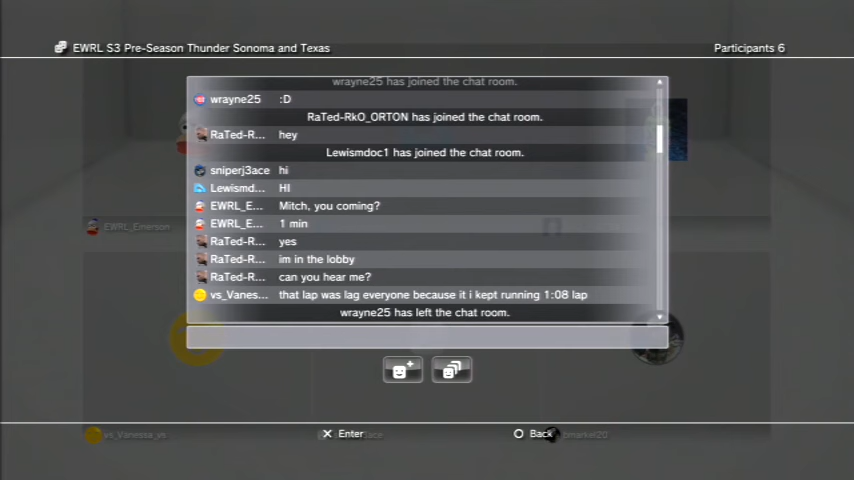 EWRL S3 Pre-Season Thunder Sonoma and Texas
Participants 6
wrayne25 has joined the chat room.
wrayne25 :D
RaTed-RkO_ORTON has joined the chat room.
RaTed-R... hey
Lewismdoc1 has joined the chat room.
sniperj3ace hi
Lewismd... HI
EWRL_E... Mitch, you coming?
EWRL_E... 1 min
RaTed-R... yes
RaTed-R... im in the lobby
RaTed-R... can you hear me?
vs_Vanes... that lap was lag everyone because it i kept running 1:08 lap
wrayne25 has left the chat room.
EWRL_Emerson
vs_Vanessa_vs
Enter
Back